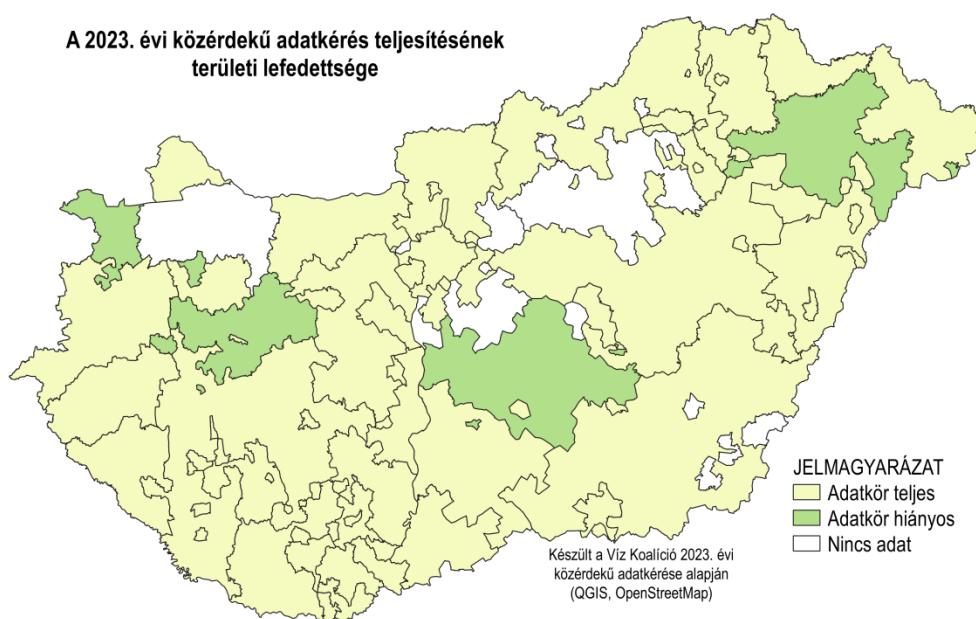 A 2023. évi közérdekű adatkérés teljesítésének
területi lefedettsége
JELMAGYARÁZAT
Adatkör teljes
Adatkör hiányos
Nincs adat
Készült a Víz Koalíció 2023. évi
közérdekű adatkérése alapján
(QGIS, OpenStreetMap)